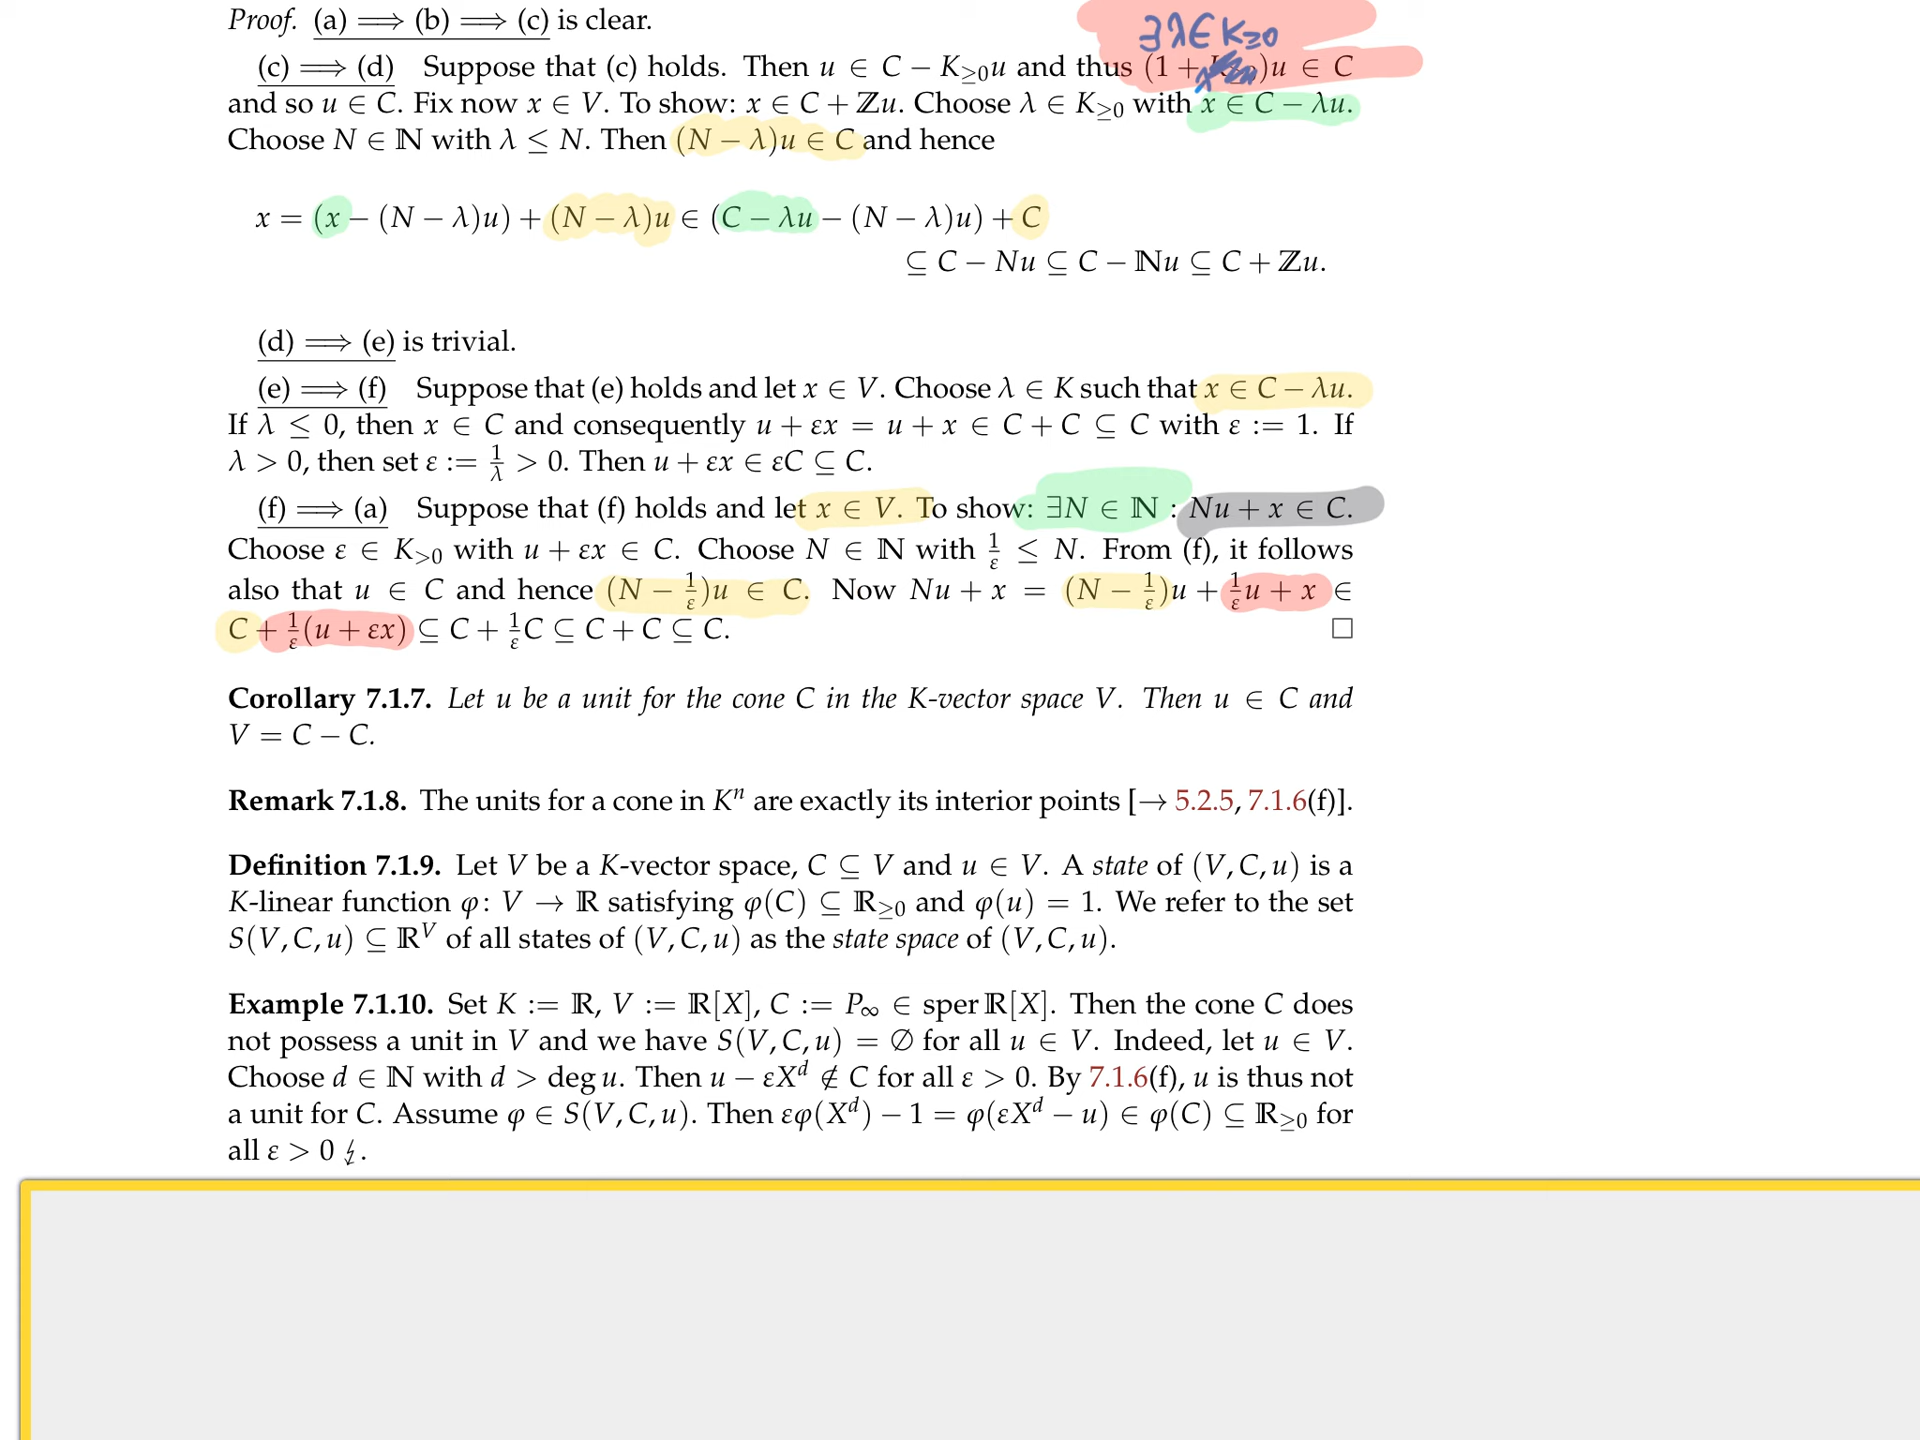 Proof. (a) ⟹ (b) ⟹ (c) is clear.
∃λ∈K≥0
(c) ⟹ (d) Suppose that (c) holds. Then u ∈ C − K≥0u and thus (1 + λ)u ∈ C
and so u ∈ C. Fix now x ∈ V. To show: x ∈ C + ℤu. Choose λ ∈ K≥0 with x ∈ C − λu.
Choose N ∈ ℕ with λ ≤ N. Then (N − λ)u ∈ C and hence
x = (x − (N − λ)u) + (N − λ)u ∈ (C − λu − (N − λ)u) + C
⊆ C − Nu ⊆ C − ℕu ⊆ C + ℤu.
(d) ⟹ (e) is trivial.
(e) ⟹ (f) Suppose that (e) holds and let x ∈ V. Choose λ ∈ K such that x ∈ C − λu.
If λ ≤ 0, then x ∈ C and consequently u + εx = u + x ∈ C + C ⊆ C with ε := 1. If
λ > 0, then set ε := 1/λ > 0. Then u + εx ∈ εC ⊆ C.
(f) ⟹ (a) Suppose that (f) holds and let x ∈ V. To show: ∃N ∈ ℕ : Nu + x ∈ C.
Choose ε ∈ K>0 with u + εx ∈ C. Choose N ∈ ℕ with 1/ε ≤ N. From (f), it follows
also that u ∈ C and hence (N − 1/ε)u ∈ C. Now Nu + x = (N − 1/ε)u + 1/ε u + x ∈
C + 1/ε(u + εx) ⊆ C + 1/ε C ⊆ C + C ⊆ C. □
Corollary 7.1.7. Let u be a unit for the cone C in the K-vector space V. Then u ∈ C and
V = C − C.
Remark 7.1.8. The units for a cone in Kⁿ are exactly its interior points [→ 5.2.5, 7.1.6(f)].
Definition 7.1.9. Let V be a K-vector space, C ⊆ V and u ∈ V. A state of (V, C, u) is a
K-linear function φ: V → ℝ satisfying φ(C) ⊆ ℝ≥0 and φ(u) = 1. We refer to the set
S(V, C, u) ⊆ ℝ^V of all states of (V, C, u) as the state space of (V, C, u).
Example 7.1.10. Set K := ℝ, V := ℝ[X], C := P∞ ∈ sper ℝ[X]. Then the cone C does
not possess a unit in V and we have S(V, C, u) = ∅ for all u ∈ V. Indeed, let u ∈ V.
Choose d ∈ ℕ with d > deg u. Then u − εX^d ∉ C for all ε > 0. By 7.1.6(f), u is thus not
a unit for C. Assume φ ∈ S(V, C, u). Then εφ(X^d) − 1 = φ(εX^d − u) ∈ φ(C) ⊆ ℝ≥0 for
all ε > 0 ↯.